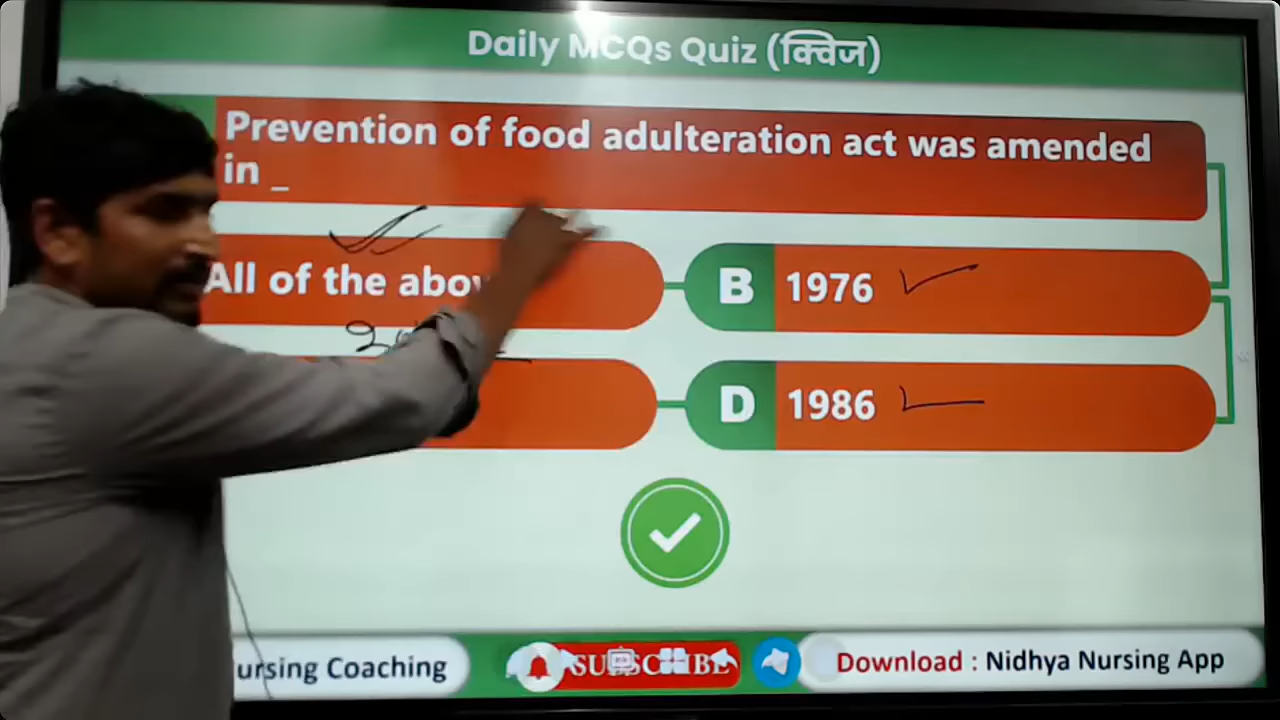 Daily MCQs Quiz (क्विज)
Prevention of food adulteration act was amended
in _
All of the abov
B 1976
D 1986
ursing Coaching
SUBSCRIBE
Download : Nidhya Nursing App